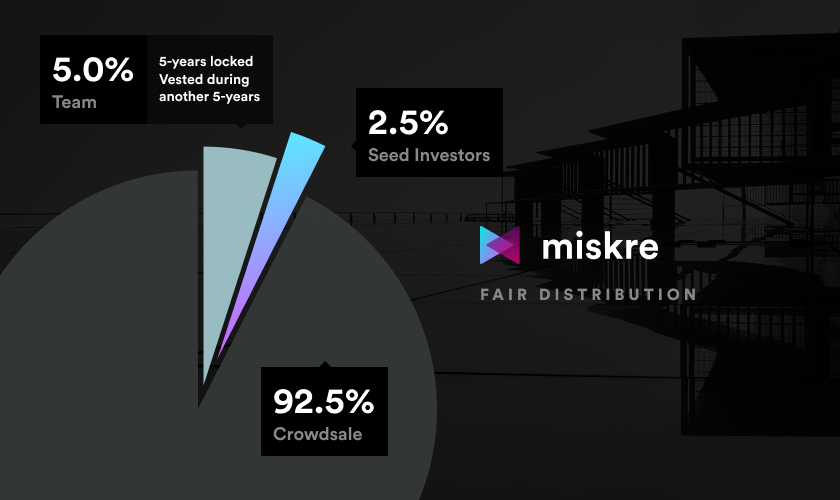 5.0%
Team
5-years locked
Vested during
another 5-years
2.5%
Seed Investors
miskre
FAIR DISTRIBUTION
92.5%
Crowdsale